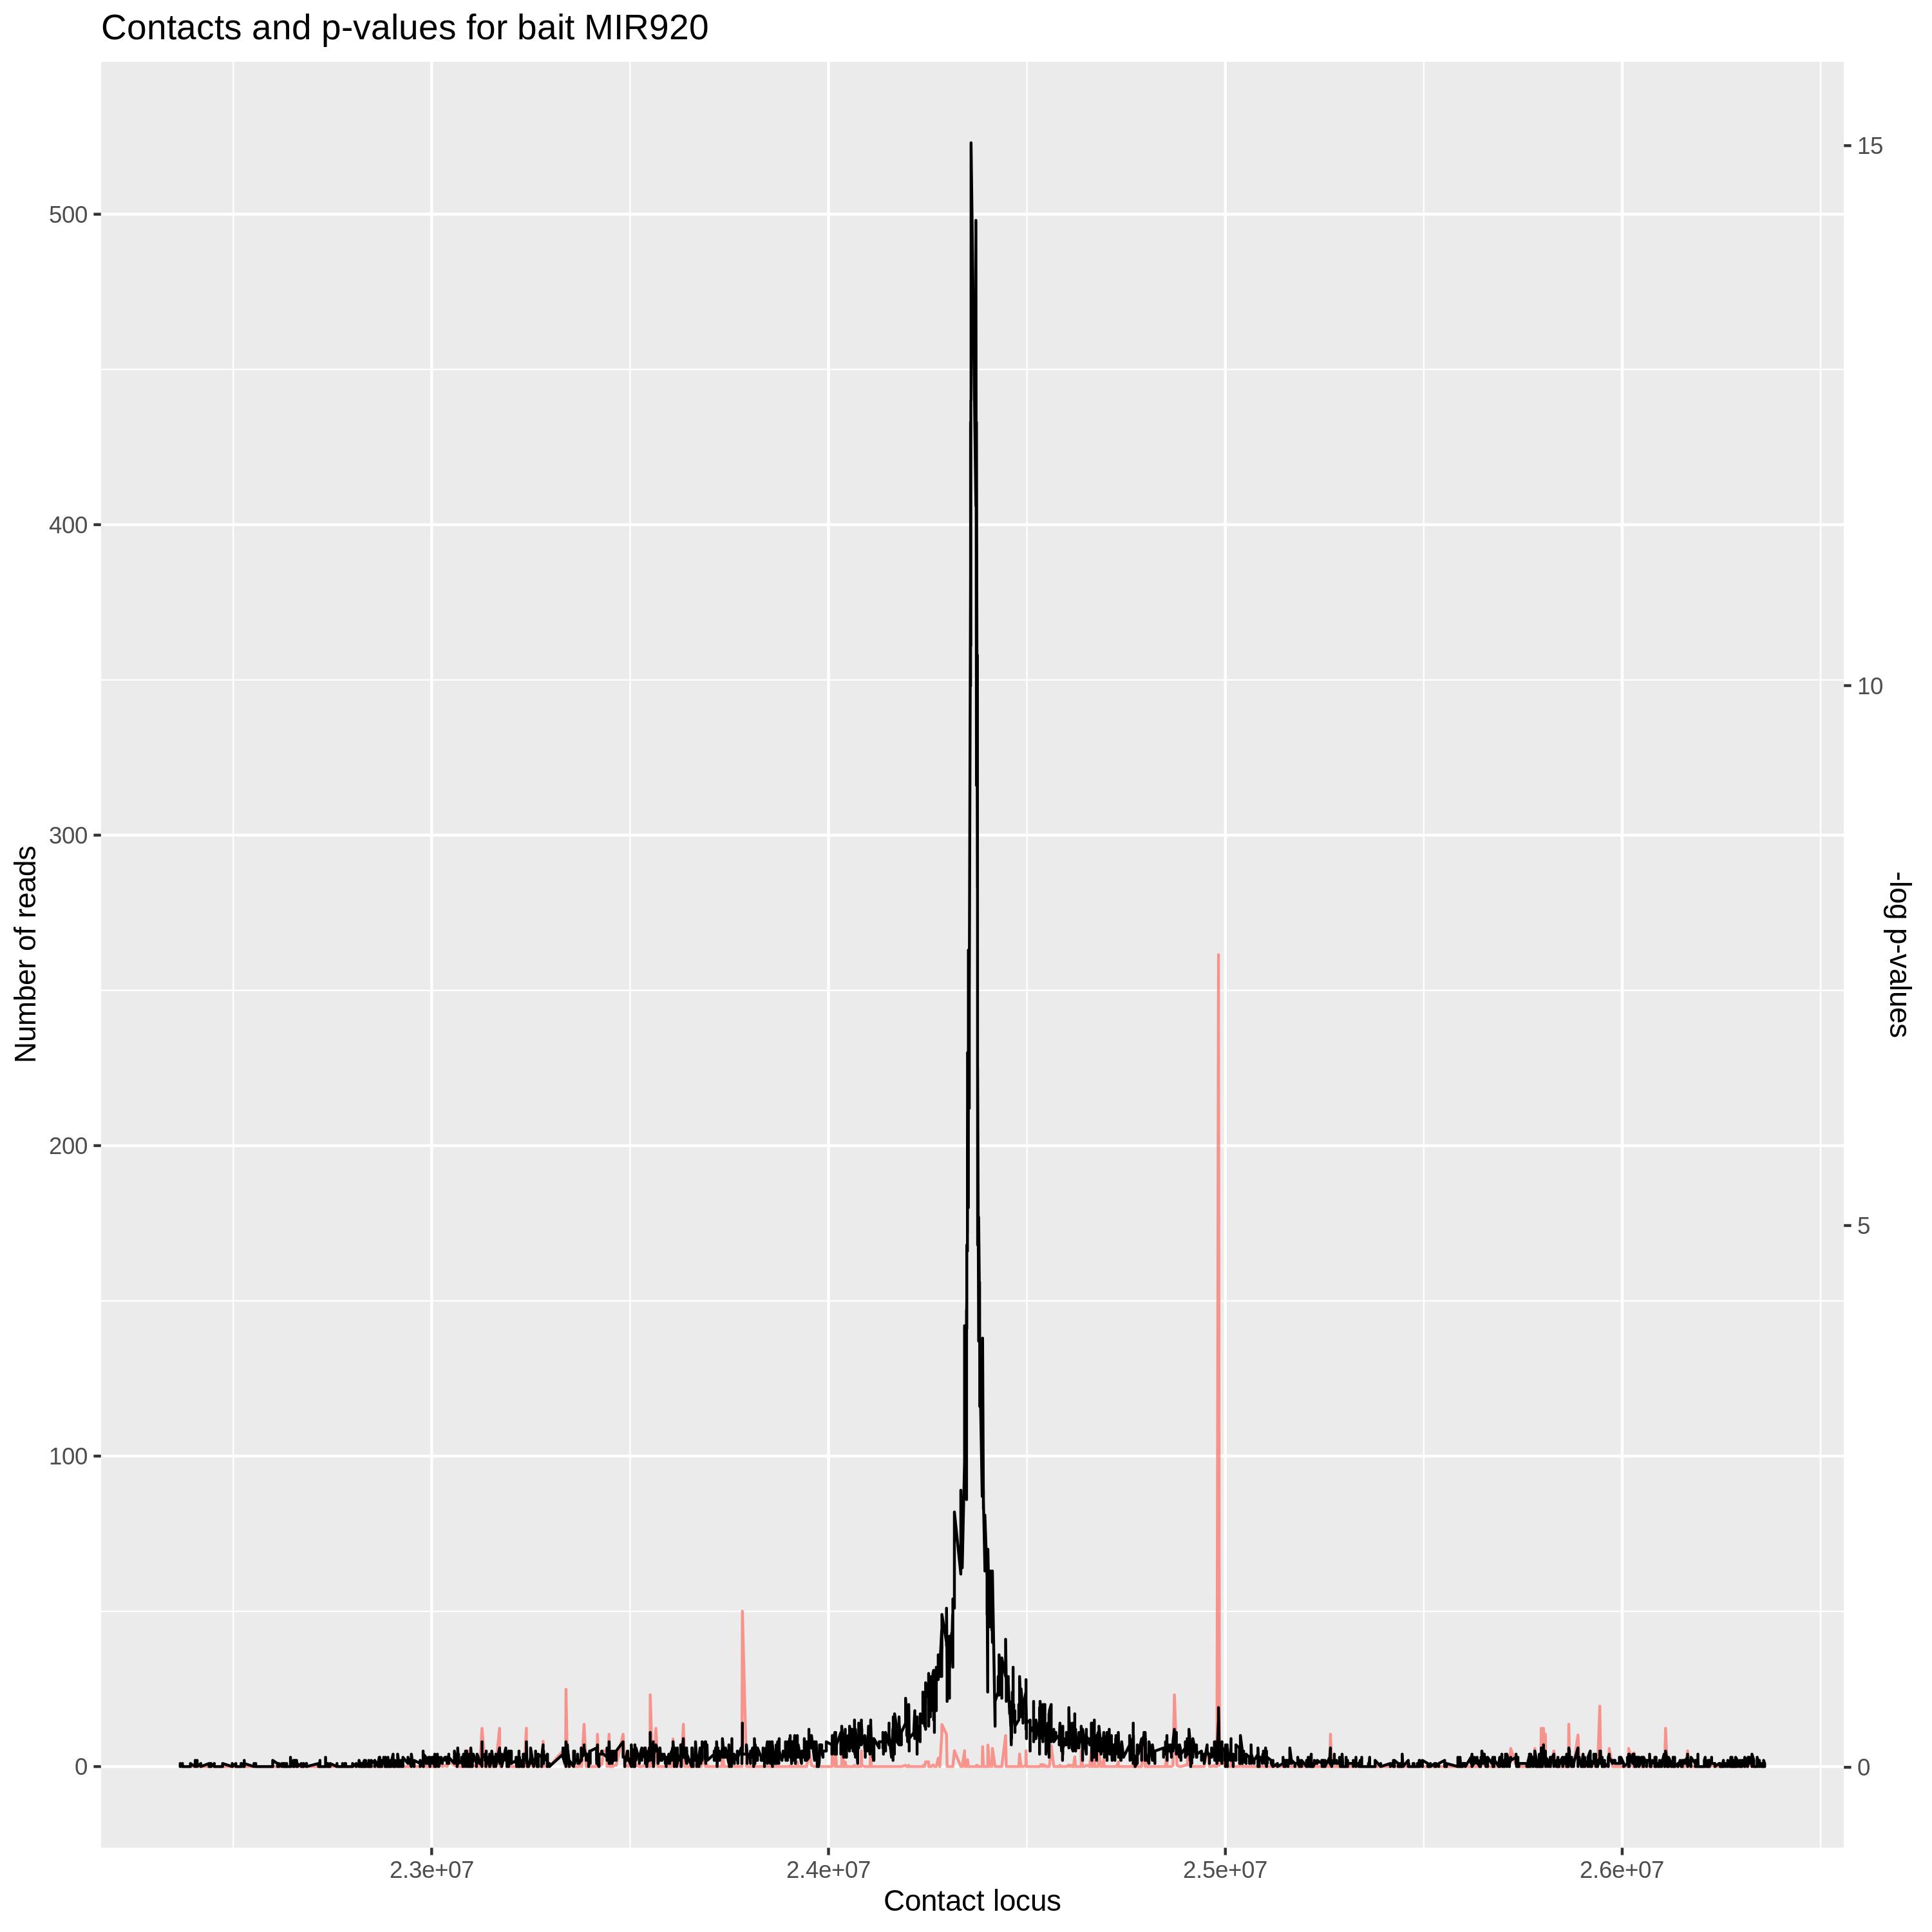 Contacts and p-values for bait MIR920
500
400
300
200
100
0
Number of reads
15
10
5
0
-log p-values
2.3e+07
2.4e+07
2.5e+07
2.6e+07
Contact locus